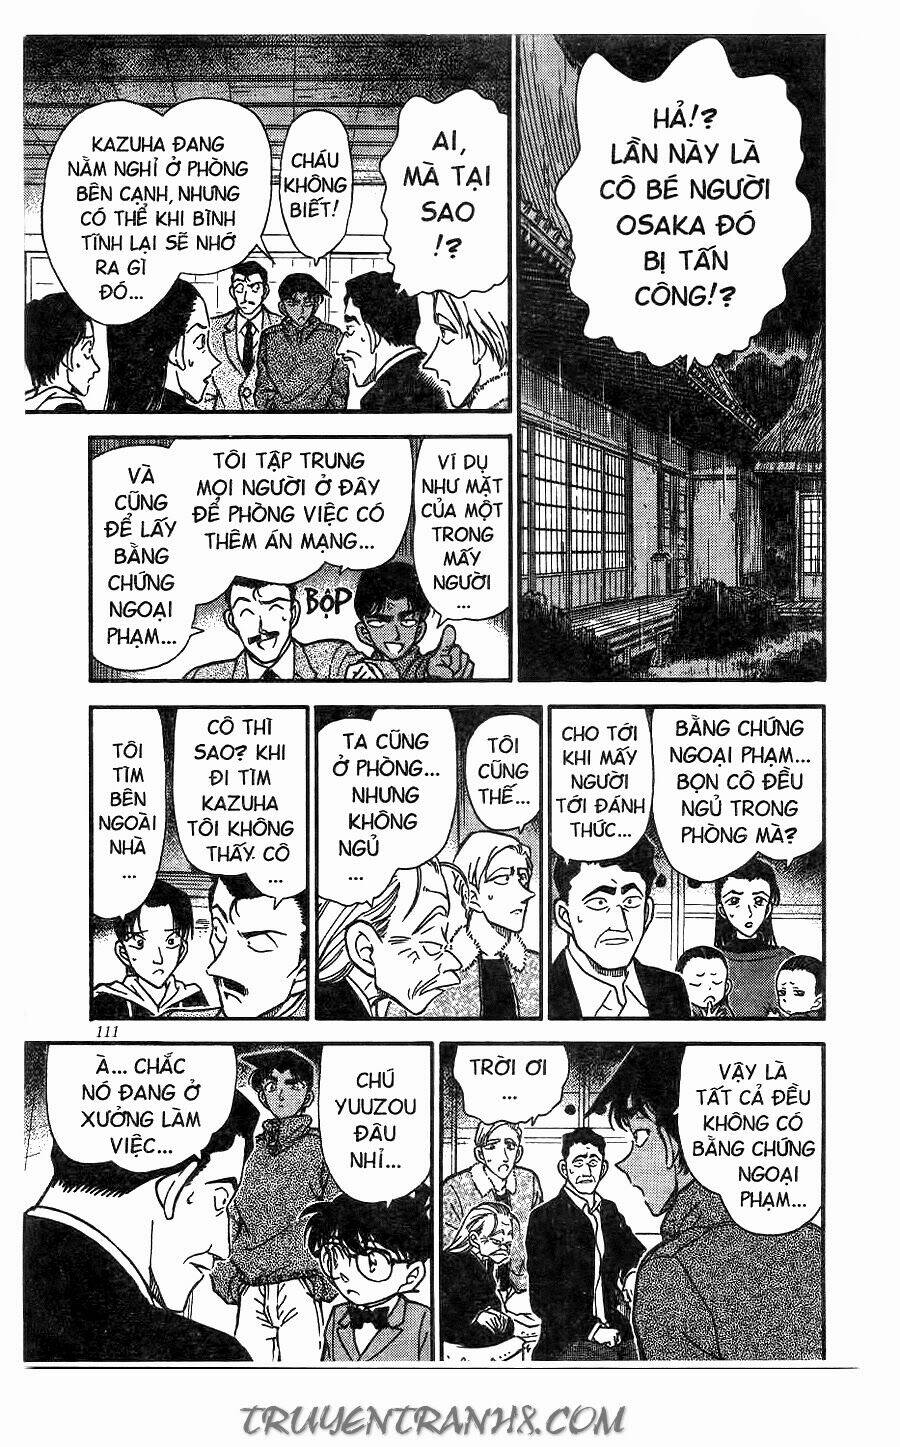 HẢ!?
LẦN NÀY LÀ
CÔ BÉ NGƯỜI
OSAKA ĐÓ
BỊ TẤN
CÔNG!?
AI,
MÀ TẠI
SAO
!?
CHÁU
KHÔNG
BIẾT!
KAZUHA ĐANG
NẰM NGHỈ Ở PHÒNG
BÊN CẠNH, NHƯNG
CÓ THỂ KHI BÌNH
TĨNH LẠI SẼ NHỚ
RA GÌ
ĐÓ...
VÍ DỤ
NHƯ MẶT
CỦA MỘT
TRONG
MẤY
NGƯỜI
...
TÔI TẬP TRUNG
MỌI NGƯỜI Ở ĐÂY
ĐỂ PHÒNG VIỆC CÓ
THÊM ÁN MẠNG...
BỘP
VÀ
CŨNG
ĐỂ LẤY
BẰNG
CHỨNG
NGOẠI
PHẠM...
BẰNG CHỨNG
NGOẠI PHẠM...
BỌN CÔ ĐỀU
NGỦ TRONG
PHÒNG MÀ?
CHO TỚI
KHI MẤY
NGƯỜI
TỚI ĐÁNH
THỨC...
TÔI
CŨNG
THẾ...
TA CŨNG
Ở PHÒNG...
NHƯNG
KHÔNG
NGỦ
...
CÔ THÌ
SAO? KHI
ĐI TÌM
KAZUHA
TÔI KHÔNG
THẤY CÔ
...
TÔI
TÌM
BÊN
NGOÀI
NHÀ
...
111
VẬY LÀ
TẤT CẢ ĐỀU
KHÔNG CÓ
BẰNG CHỨNG
NGOẠI
PHẠM...
TRỜI ƠI
...
CHÚ
YUUZOU
ĐÂU
NHỈ...
À... CHẮC
NÓ ĐANG Ở
XƯỞNG LÀM
VIỆC...
TRUYENTRANH8.COM